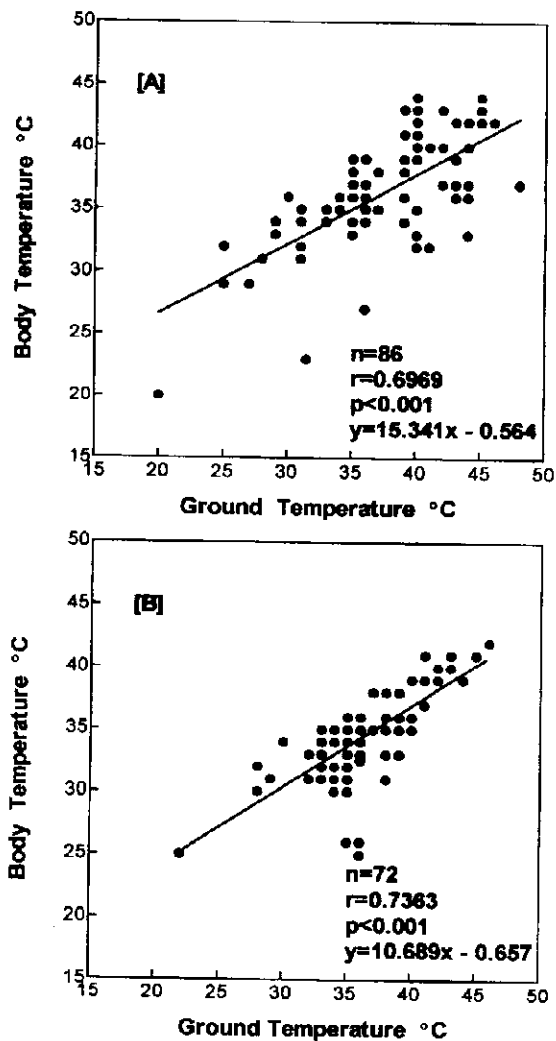 50
45
40
35
30
25
20
15
Body Temperature °C
[A]
n=86
r=0.6969
p<0.001
y=15.341x - 0.564
15 20 25 30 35 40 45 50
Ground Temperature °C
50
45
40
35
30
25
20
15
Body Temperature °C
[B]
n=72
r=0.7363
p<0.001
y=10.689x - 0.657
15 20 25 30 35 40 45 50
Ground Temperature °C